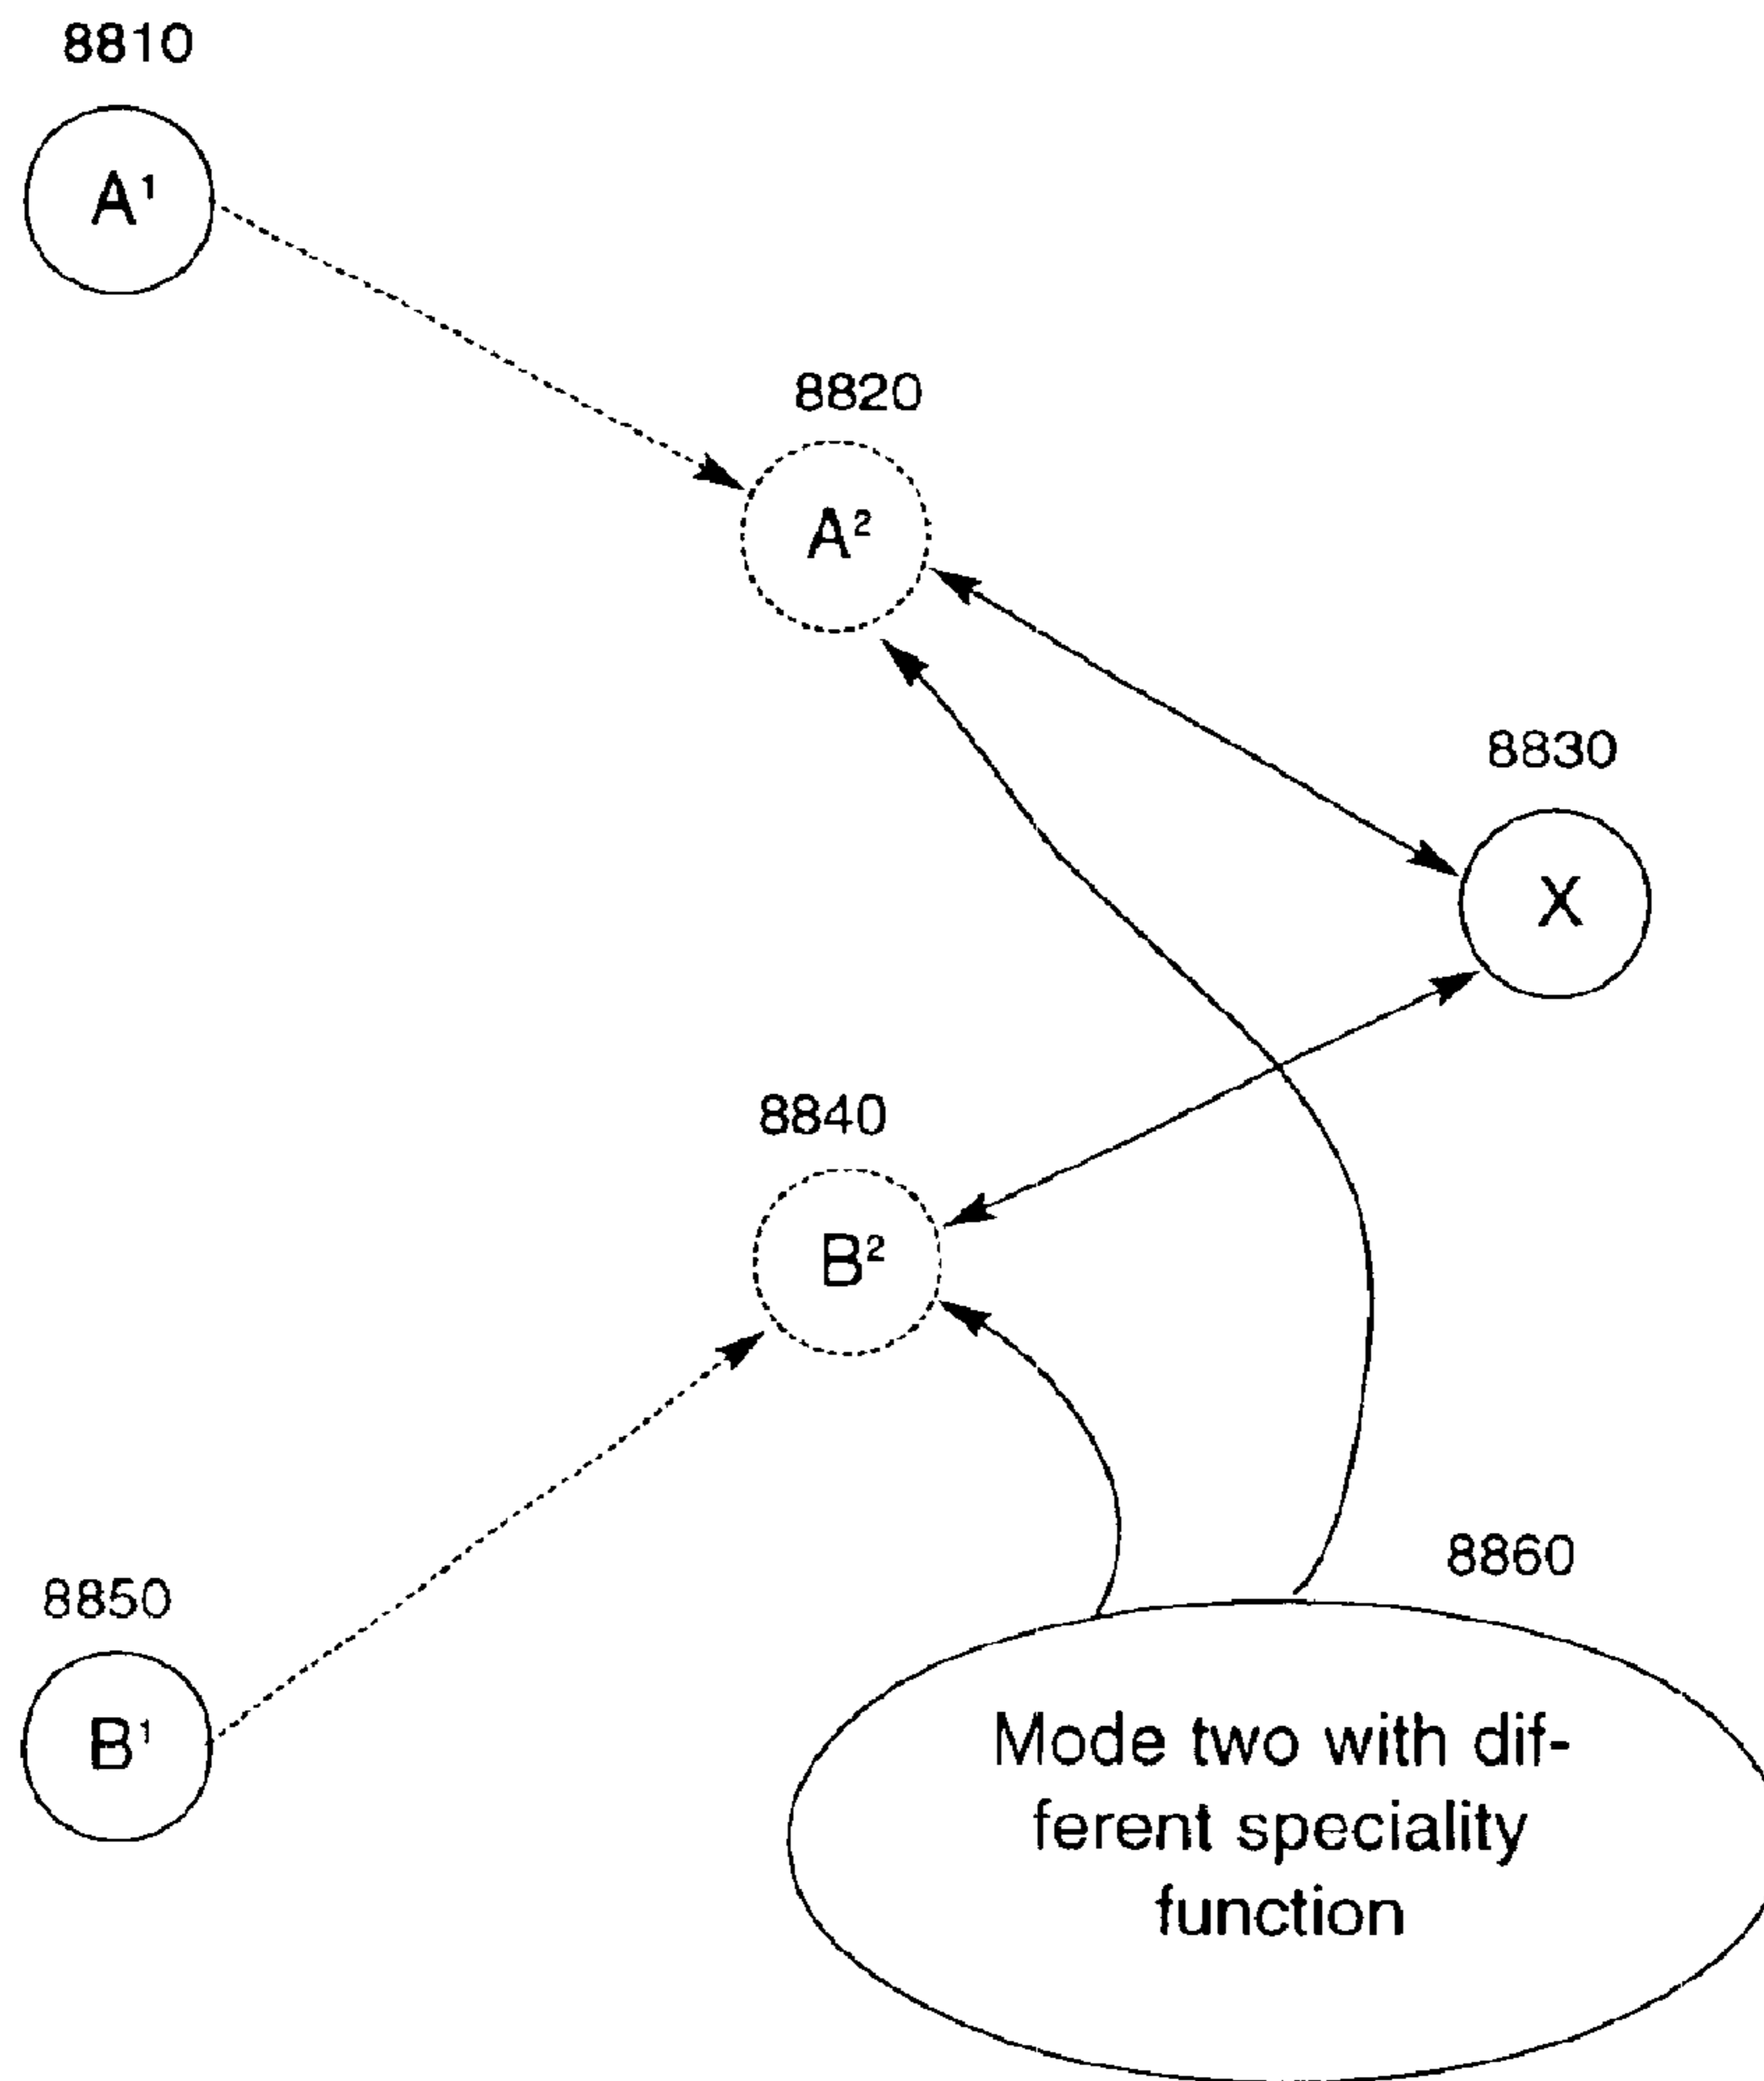 8810
A¹
8820
A²
8830
X
8840
B²
8850
B¹
8860
Mode two with dif-
ferent speciality
function